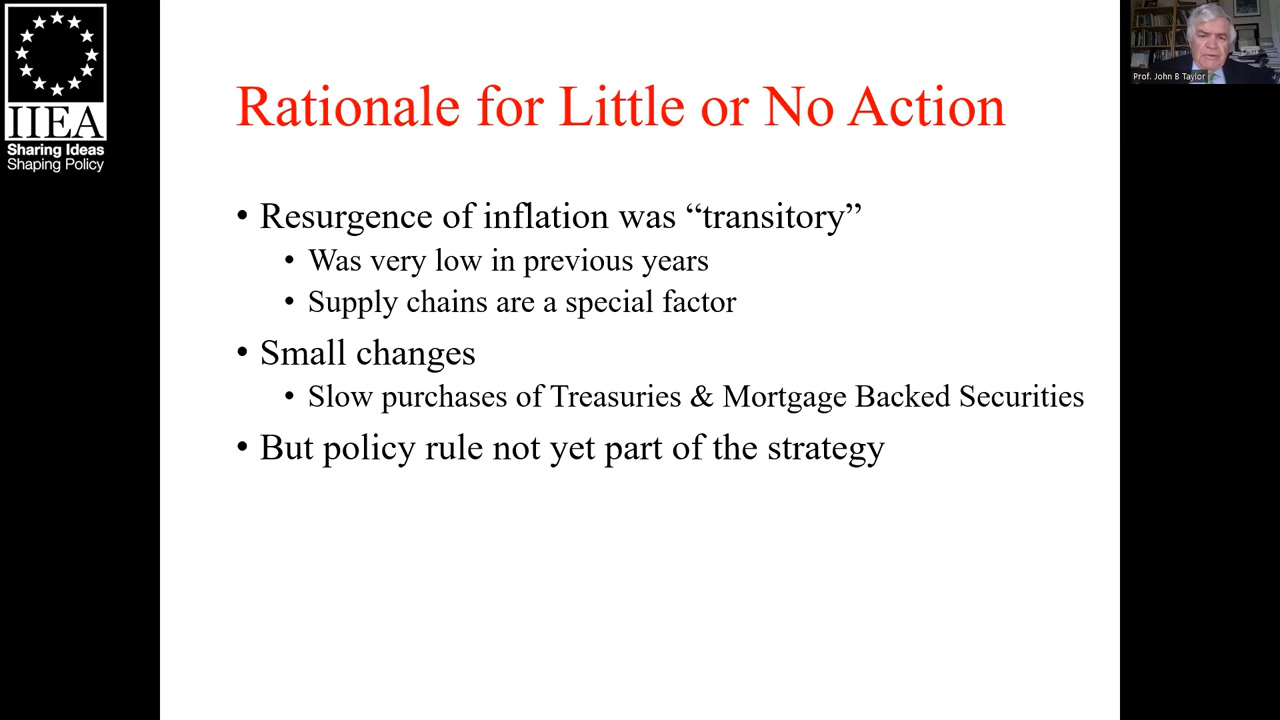 IIEA
Sharing Ideas
Shaping Policy
Prof. John B Taylor
Rationale for Little or No Action
• Resurgence of inflation was “transitory”
• Was very low in previous years
• Supply chains are a special factor
• Small changes
• Slow purchases of Treasuries & Mortgage Backed Securities
• But policy rule not yet part of the strategy